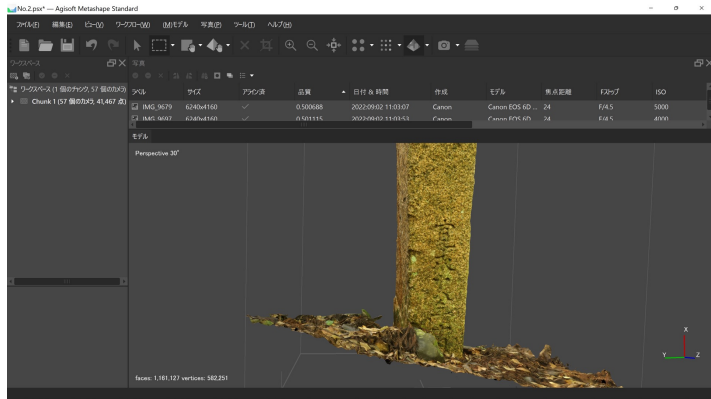 No.2.psx* — Agisoft Metashape Standard
ファイル(F) 編集(E) ビュー(V) ワークフロー(W) (M)モデル 写真(P) ツール(T) ヘルプ(H)
ワークスペース
ワークスペース (1 個のチャンク, 57 個のカメラ)
Chunk 1 (57 個のカメラ, 41,467 点)
写真
ラベル サイズ アライン済 品質 日付 & 時間 作成 モデル 焦点距離 Fストップ ISO
IMG_9679 6240x4160 0.500688 2022:09:02 11:03:07 Canon Canon EOS 6D ... 24 F/4.5 5000
IMG_9697 6240x4160 0.501115 2022:09:02 11:03:53 Canon Canon EOS 6D 24 F/4.5 4000
モデル
Perspective 30°
X
Y
Z
faces: 1,161,127 vertices: 582,251